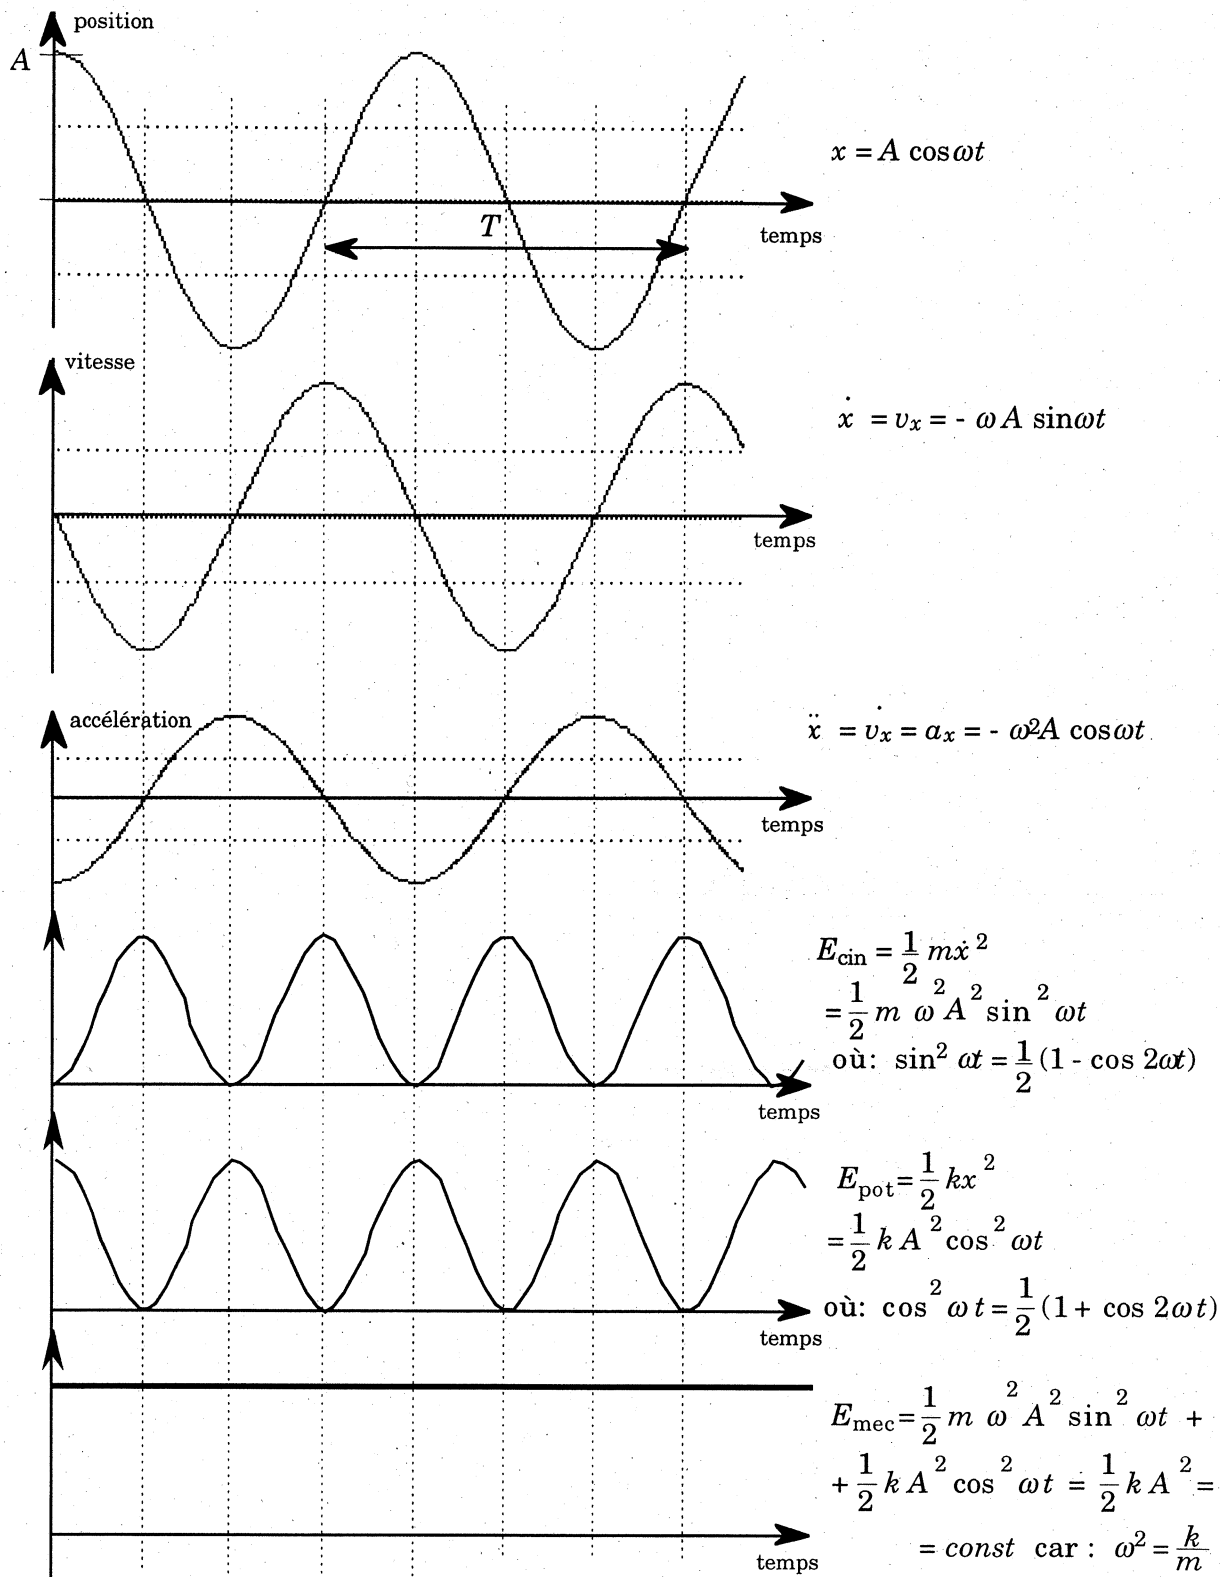 position
A
x = A cosωt
T
temps
vitesse
ẋ = vₓ = - ω A sinωt
temps
accélération
ẍ = v̇ₓ = aₓ = - ω²A cosωt
temps
E_cin = 1/2 mẋ²
= 1/2 m ω² A² sin² ωt
où: sin² ωt = 1/2 (1 - cos 2ωt)
temps
E_pot = 1/2 kx²
= 1/2 k A² cos² ωt
où: cos² ωt = 1/2 (1 + cos 2ωt)
temps
E_mec = 1/2 m ω² A² sin² ωt +
+ 1/2 k A² cos² ωt = 1/2 k A² =
= const car : ω² = k/m
temps